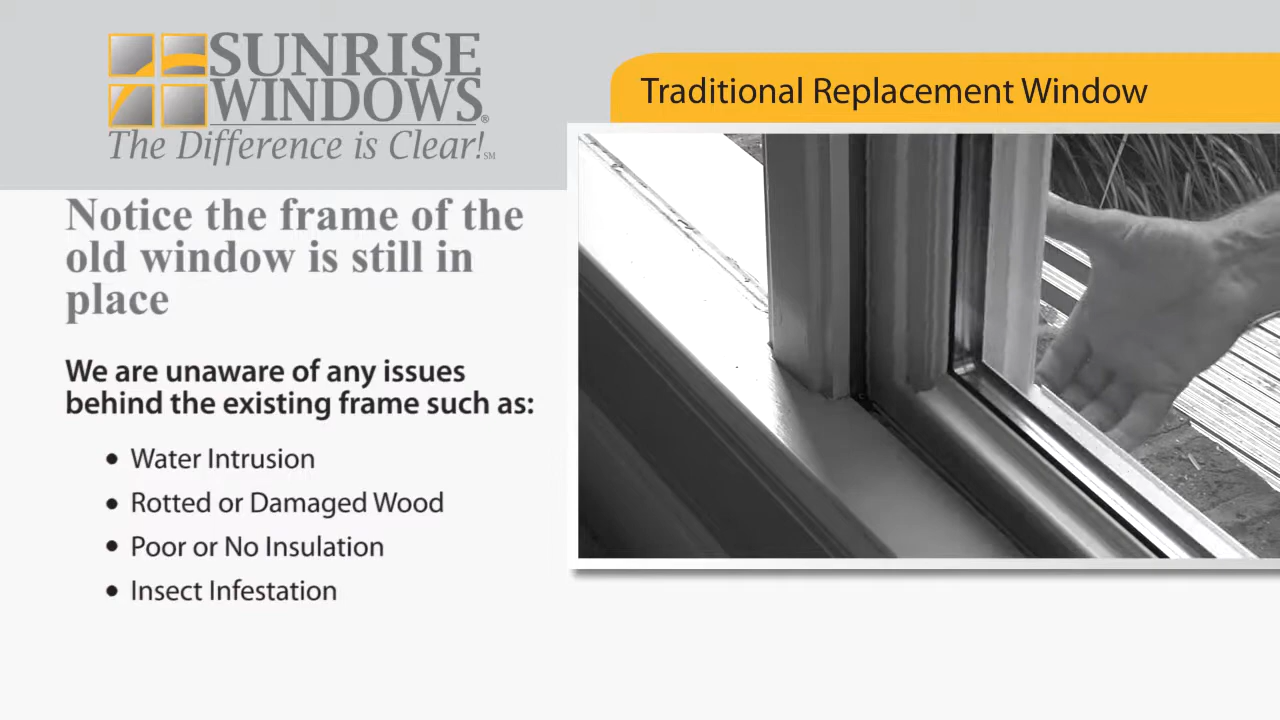 SUNRISE
WINDOWS®
The Difference is Clear!℠
Traditional Replacement Window
Notice the frame of the
old window is still in
place
We are unaware of any issues
behind the existing frame such as:
• Water Intrusion
• Rotted or Damaged Wood
• Poor or No Insulation
• Insect Infestation